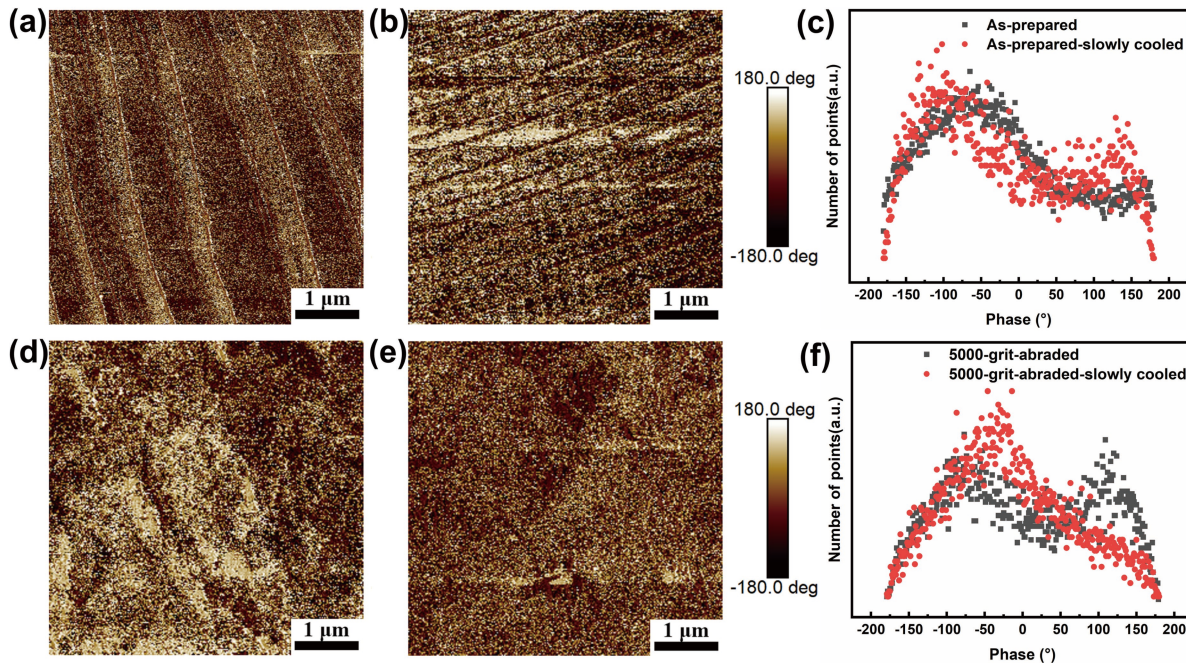 (a)
1 μm
(b)
1 μm
180.0 deg
-180.0 deg
(c)
As-prepared
As-prepared-slowly cooled
Number of points(a.u.)
-200 -150 -100 -50 0 50 100 150 200
Phase (°)
(d)
1 μm
(e)
1 μm
180.0 deg
-180.0 deg
(f)
5000-grit-abraded
5000-grit-abraded-slowly cooled
Number of points(a.u.)
-200 -150 -100 -50 0 50 100 150 200
Phase (°)